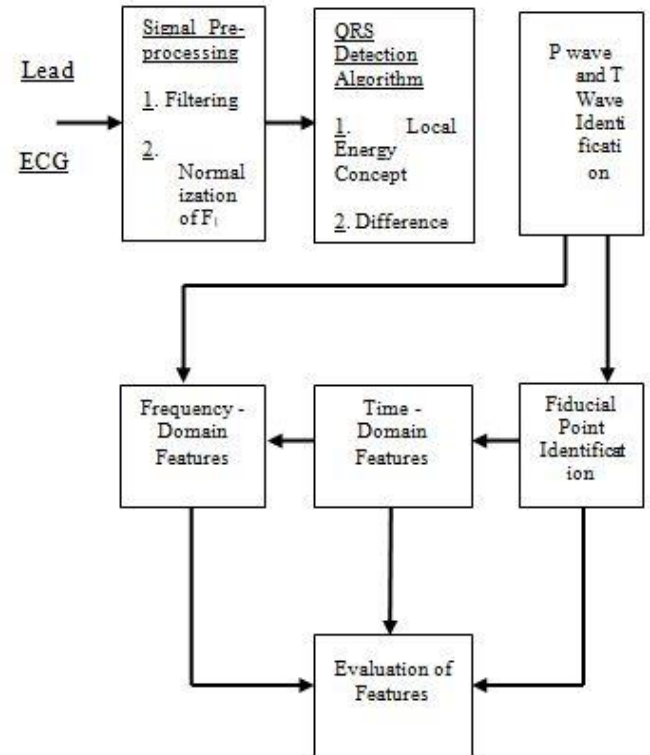 Lead
ECG
Signal Pre-
processing
1. Filtering
2.
Normal
ization
of F1
QRS
Detection
Algorithm
1. Local
Energy
Concept
2. Difference
P wave
and T
Wave
Identi
ficati
on
Frequency -
Domain
Features
Time -
Domain
Features
Fiducial
Point
Identificat
ion
Evaluation of
Features